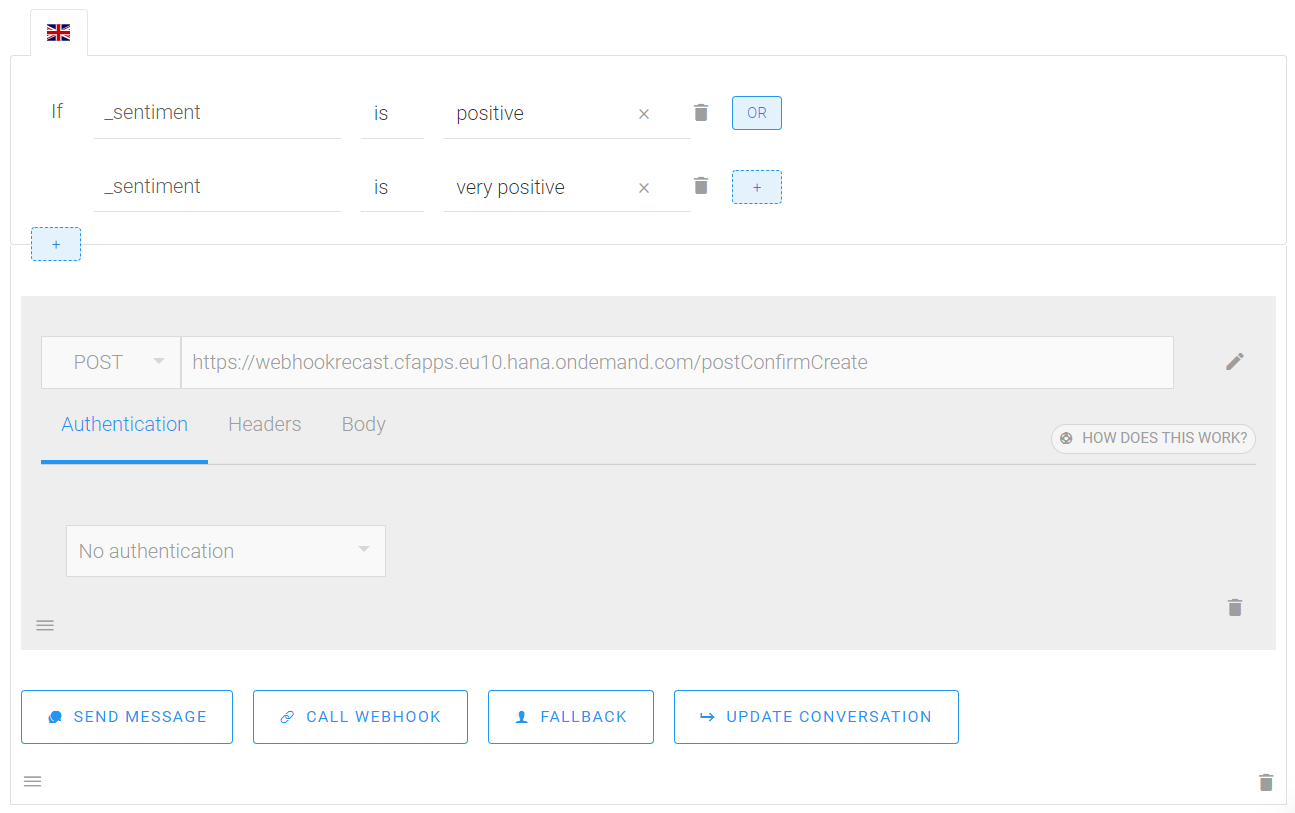 If _sentiment is positive × OR
_sentiment is very positive × +
+
POST https://webhookrecast.cfapps.eu10.hana.ondemand.com/postConfirmCreate
Authentication Headers Body HOW DOES THIS WORK?
No authentication
SEND MESSAGE CALL WEBHOOK FALLBACK UPDATE CONVERSATION